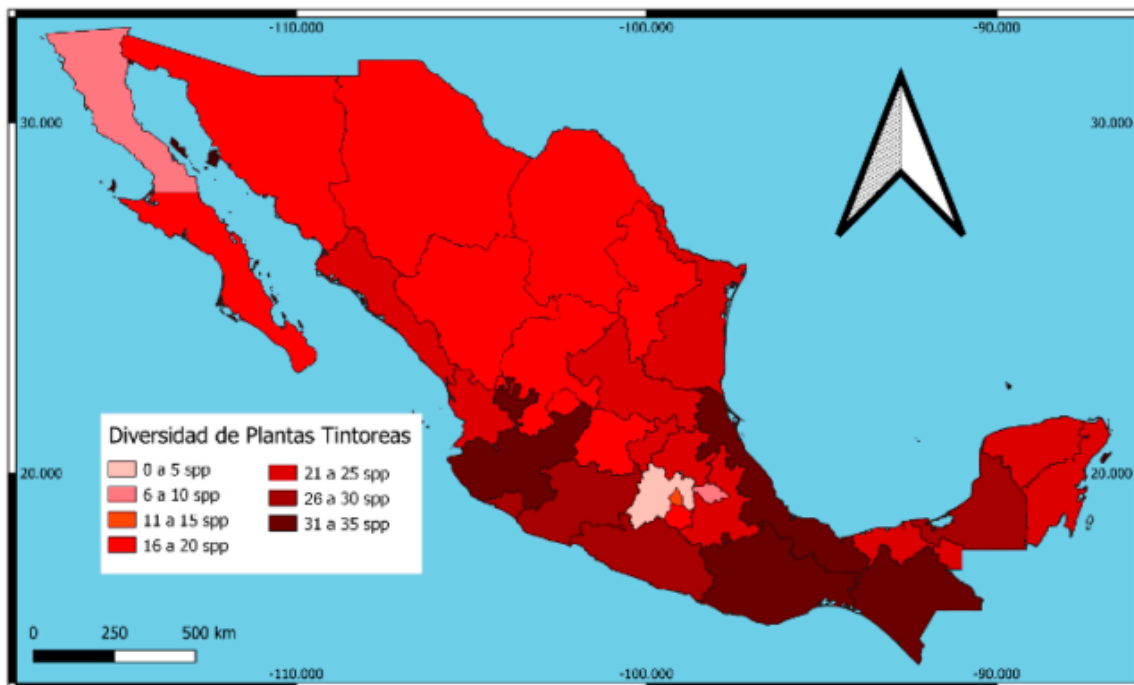 -110.000 -100.000 -90.000
30.000 30.000
Diversidad de Plantas Tintoreas
0 a 5 spp
6 a 10 spp
11 a 15 spp
16 a 20 spp
21 a 25 spp
26 a 30 spp
31 a 35 spp
20.000 20.000
0 250 500 km
-110.000 -100.000 -90.000